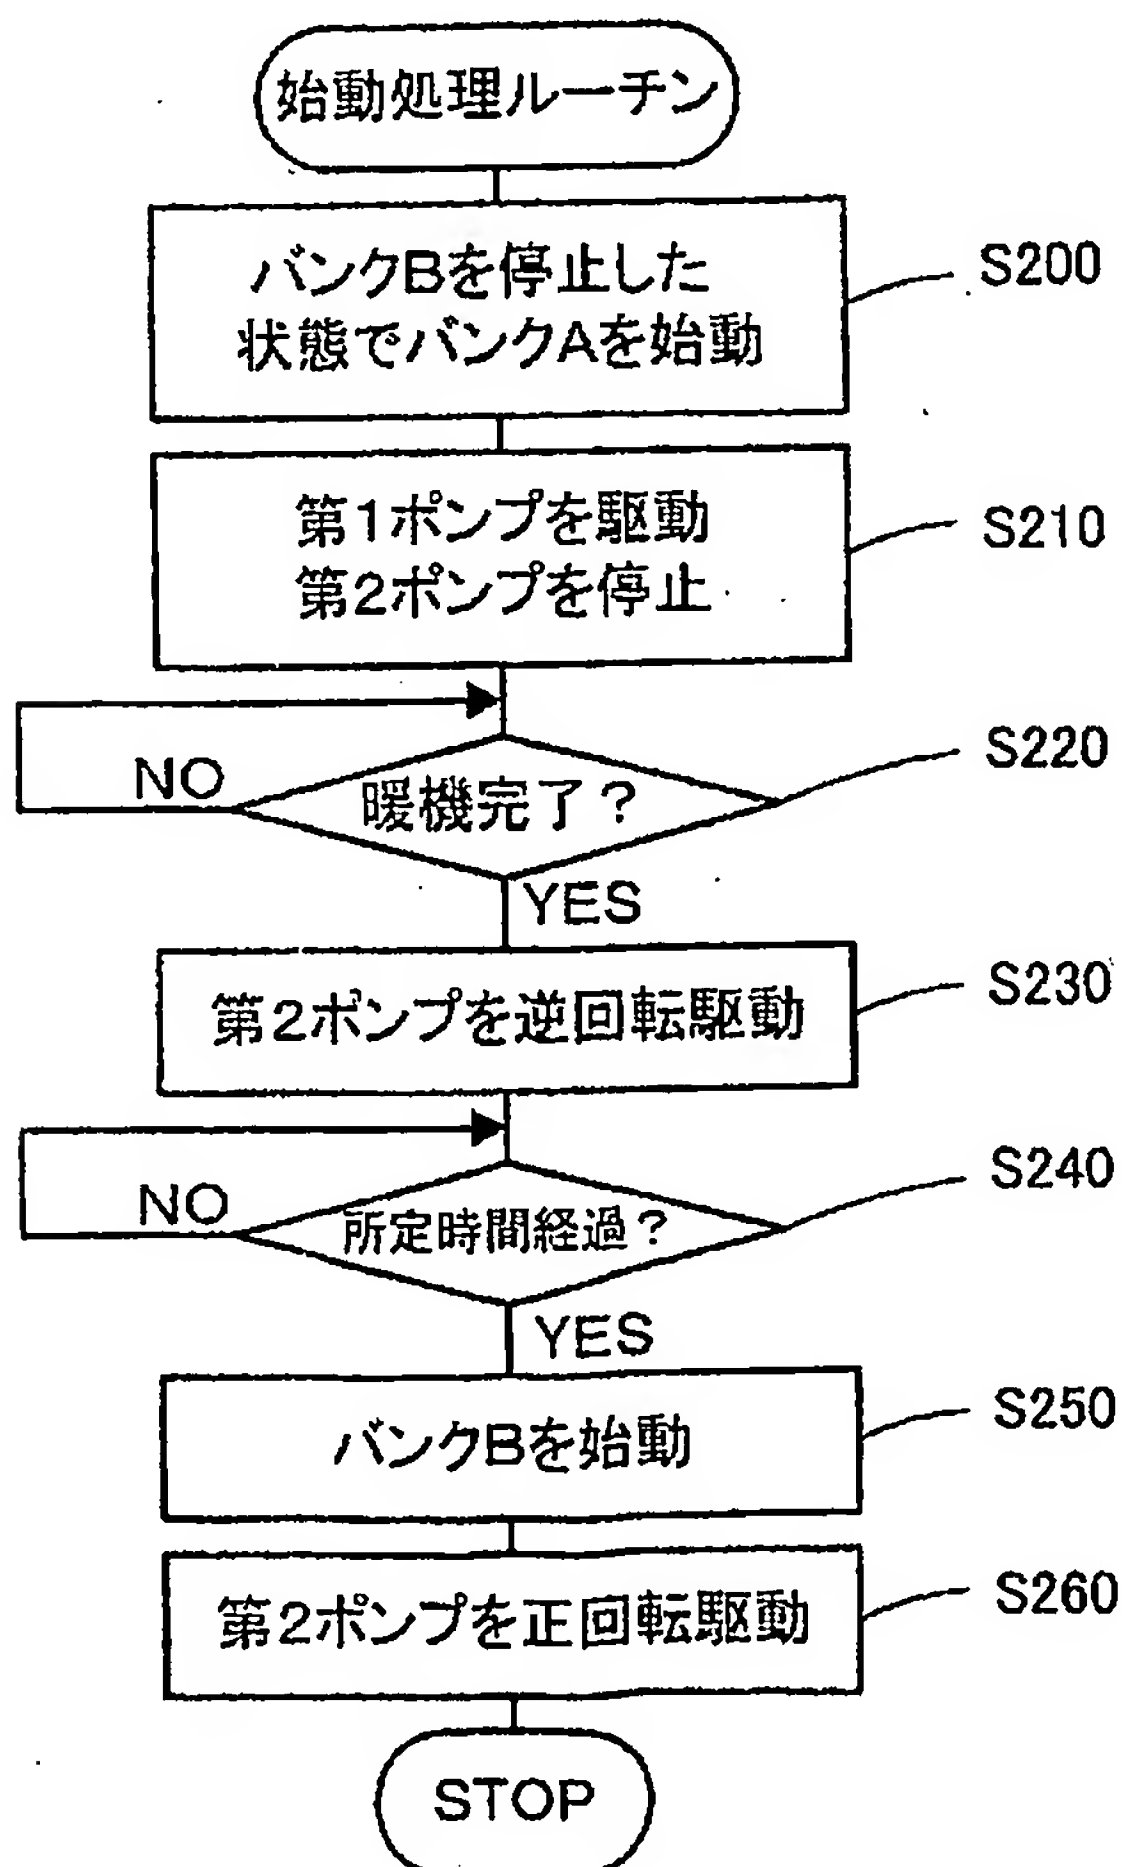 始動処理ルーチン
バンクBを停止した
状態でバンクAを始動
S200
第1ポンプを駆動
第2ポンプを停止
S210
NO
暖機完了?
S220
YES
第2ポンプを逆回転駆動
S230
NO
所定時間経過?
S240
YES
バンクBを始動
S250
第2ポンプを正回転駆動
S260
STOP